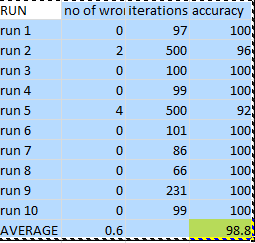 RUN no of wron iterations accuracy
run 1 0 97 100
run 2 2 500 96
run 3 0 100 100
run 4 0 99 100
run 5 4 500 92
run 6 0 101 100
run 7 0 86 100
run 8 0 66 100
run 9 0 231 100
run 10 0 99 100
AVERAGE 0.6 98.8